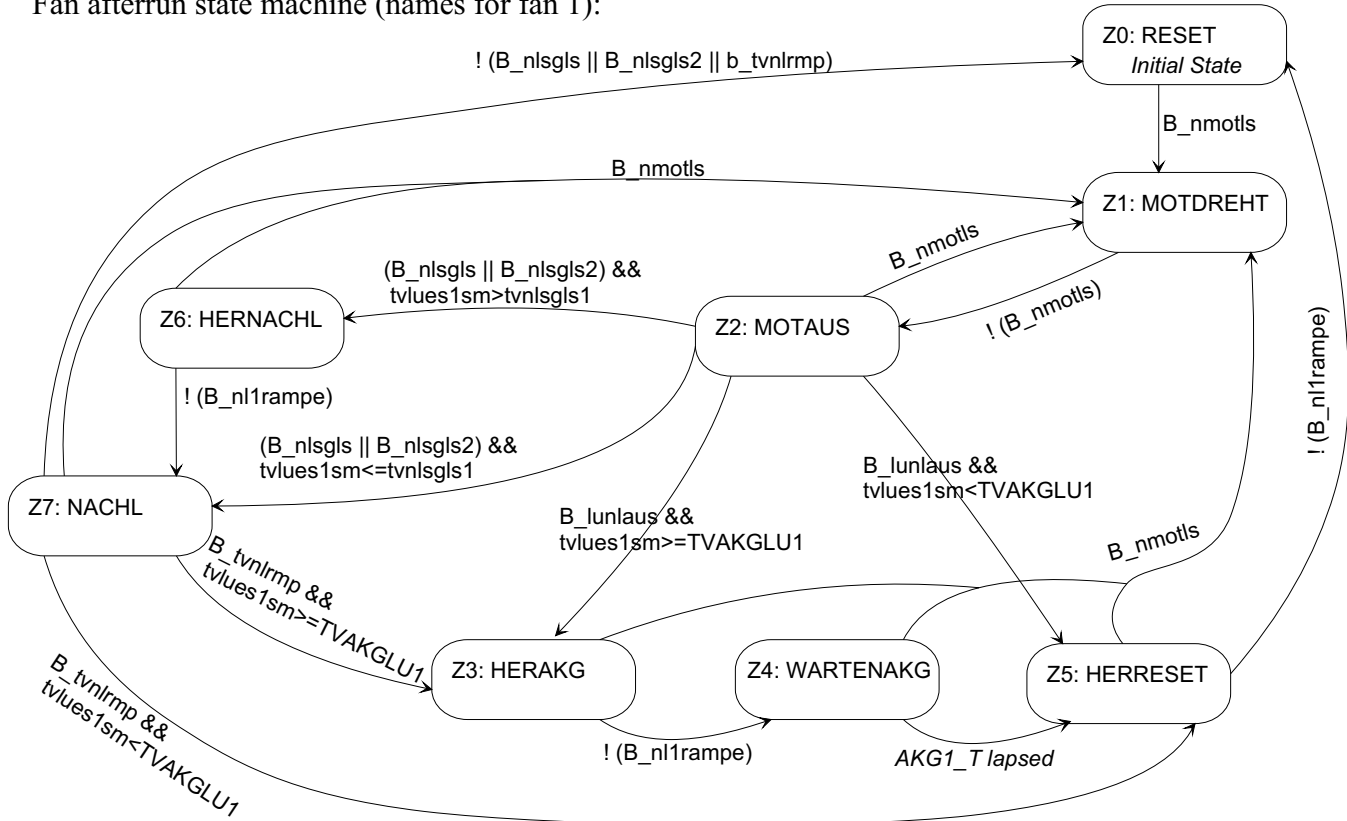 Fan afterrun state machine (names for fan 1):
Z0: RESET
Initial State
! (B_nlsgls || B_nlsgls2 || b_tvnlrmp)
B_nmotls
B_nmotls
Z1: MOTDREHT
B_nmotls
(B_nlsgls || B_nlsgls2) &&
tvlues1sm>tvnlsgls1
! (B_nmotls)
Z6: HERNACHL
Z2: MOTAUS
! (B_nl1rampe)
! (B_nl1rampe)
(B_nlsgls || B_nlsgls2) &&
tvlues1sm<=tvnlsgls1
B_lunlaus &&
tvlues1sm<TVAKGLU1
Z7: NACHL
B_lunlaus &&
tvlues1sm>=TVAKGLU1
B_nmotls
B_tvnlrmp &&
tvlues1sm>=TVAKGLU1
Z3: HERAKG
Z4: WARTENAKG
Z5: HERRESET
B_tvnlrmp &&
tvlues1sm<TVAKGLU1
! (B_nl1rampe)
AKG1_T lapsed